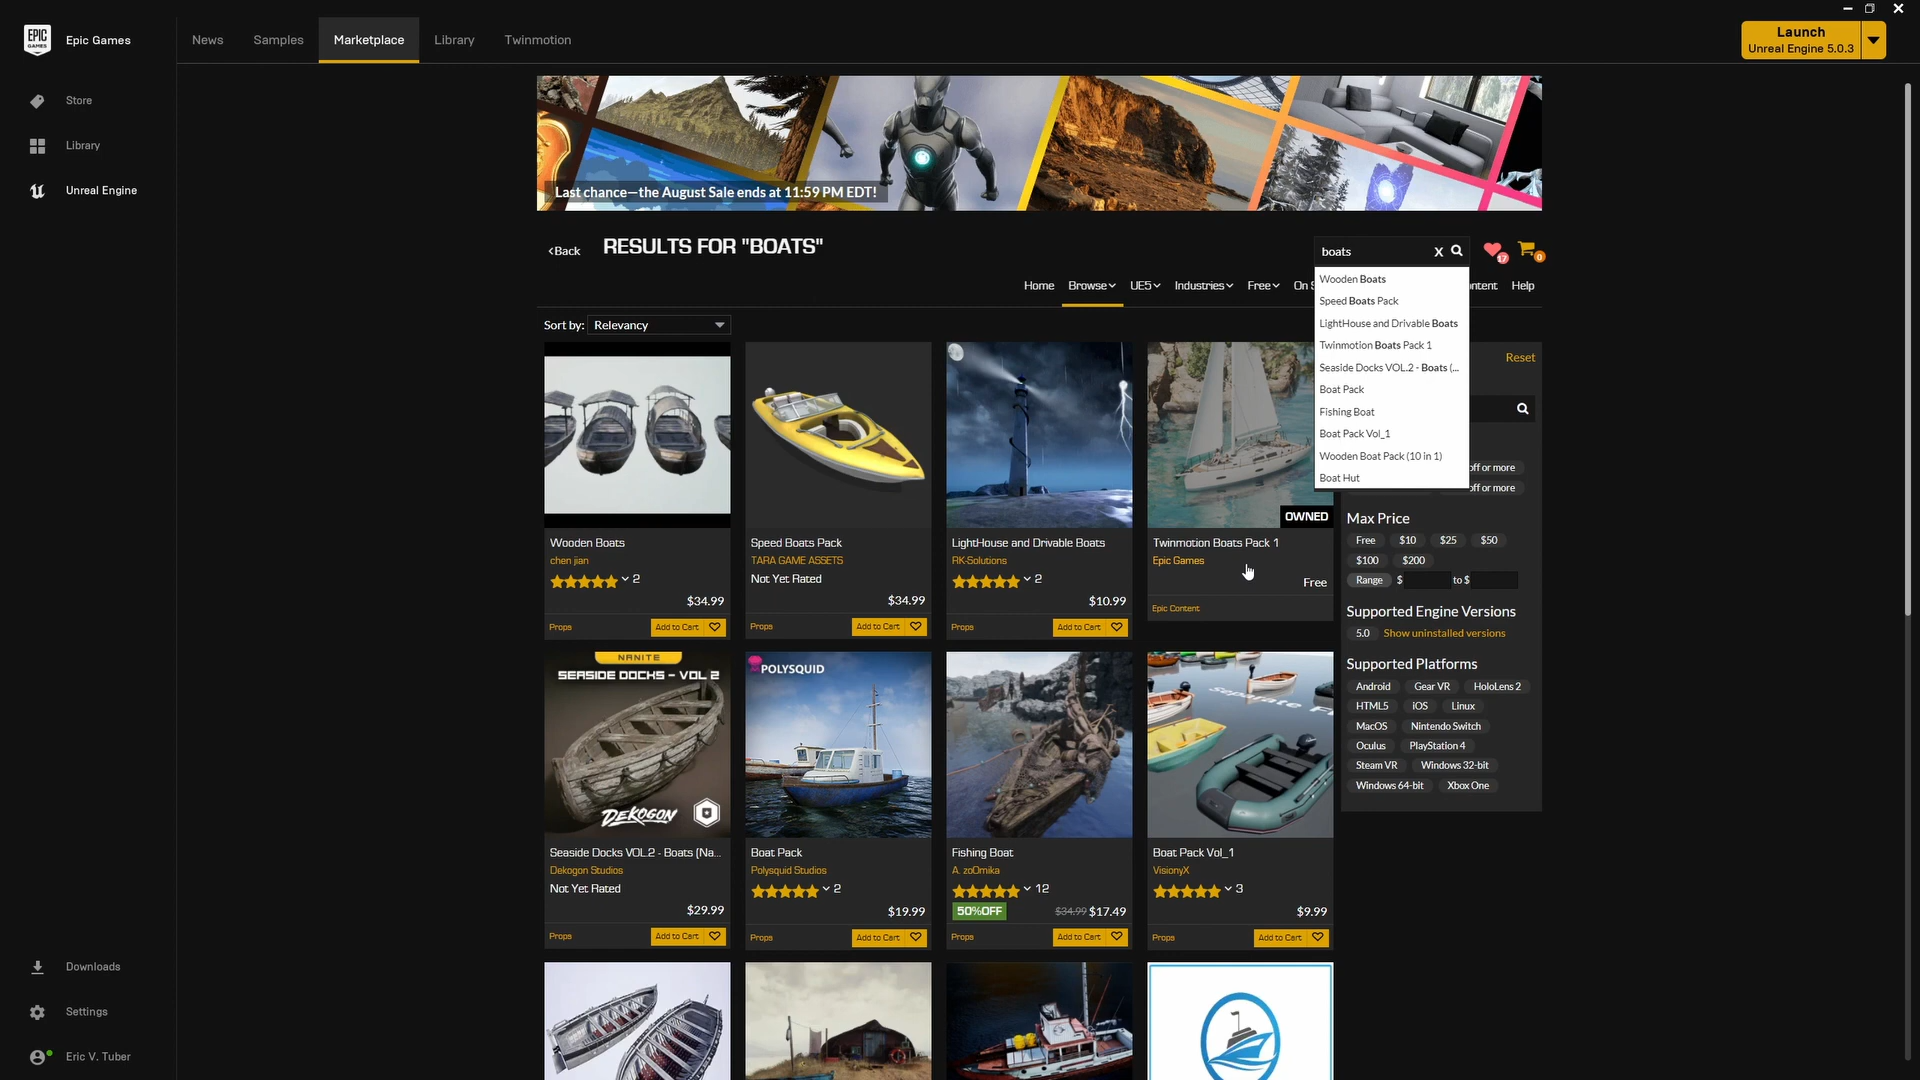 EPIC GAMES
Epic Games
News
Samples
Marketplace
Library
Twinmotion
Launch
Unreal Engine 5.0.3
Store
Library
Unreal Engine
Last chance—the August Sale ends at 11:59 PM EDT!
<Back
RESULTS FOR "BOATS"
boats
X
17
0
Home
Browse
UE5
Industries
Free
On S
ntent
Help
Wooden Boats
Speed Boats Pack
LightHouse and Drivable Boats
Twinmotion Boats Pack 1
Seaside Docks VOL.2 - Boats (...
Boat Pack
Fishing Boat
Boat Pack Vol_1
Wooden Boat Pack (10 in 1)
Boat Hut
Sort by:
Relevancy
Reset
off or more
off or more
OWNED
Wooden Boats
chen jian
2
$34.99
Props
Add to Cart
Speed Boats Pack
TARA GAME ASSETS
Not Yet Rated
$34.99
Props
Add to Cart
LightHouse and Drivable Boats
RK-Solutions
2
$10.99
Props
Add to Cart
Twinmotion Boats Pack 1
Epic Games
Free
Epic Content
Max Price
Free
$10
$25
$50
$100
$200
Range
$
to $
Supported Engine Versions
5.0
Show uninstalled versions
Supported Platforms
Android
Gear VR
HoloLens 2
HTML5
iOS
Linux
MacOS
Nintendo Switch
Oculus
PlayStation 4
Steam VR
Windows 32-bit
Windows 64-bit
Xbox One
NANITE
SEASIDE DOCKS - VOL 2
DEKOGON
Seaside Docks VOL.2 - Boats (Na...
Dekogon Studios
Not Yet Rated
$29.99
Props
Add to Cart
POLYSQUID
Boat Pack
Polysquid Studios
2
$19.99
Props
Add to Cart
Fishing Boat
A. zoOmika
12
50%OFF
$34.99 $17.49
Props
Add to Cart
Separate F
Boat Pack Vol_1
VisionyX
3
$9.99
Props
Add to Cart
Downloads
Settings
Eric V. Tuber